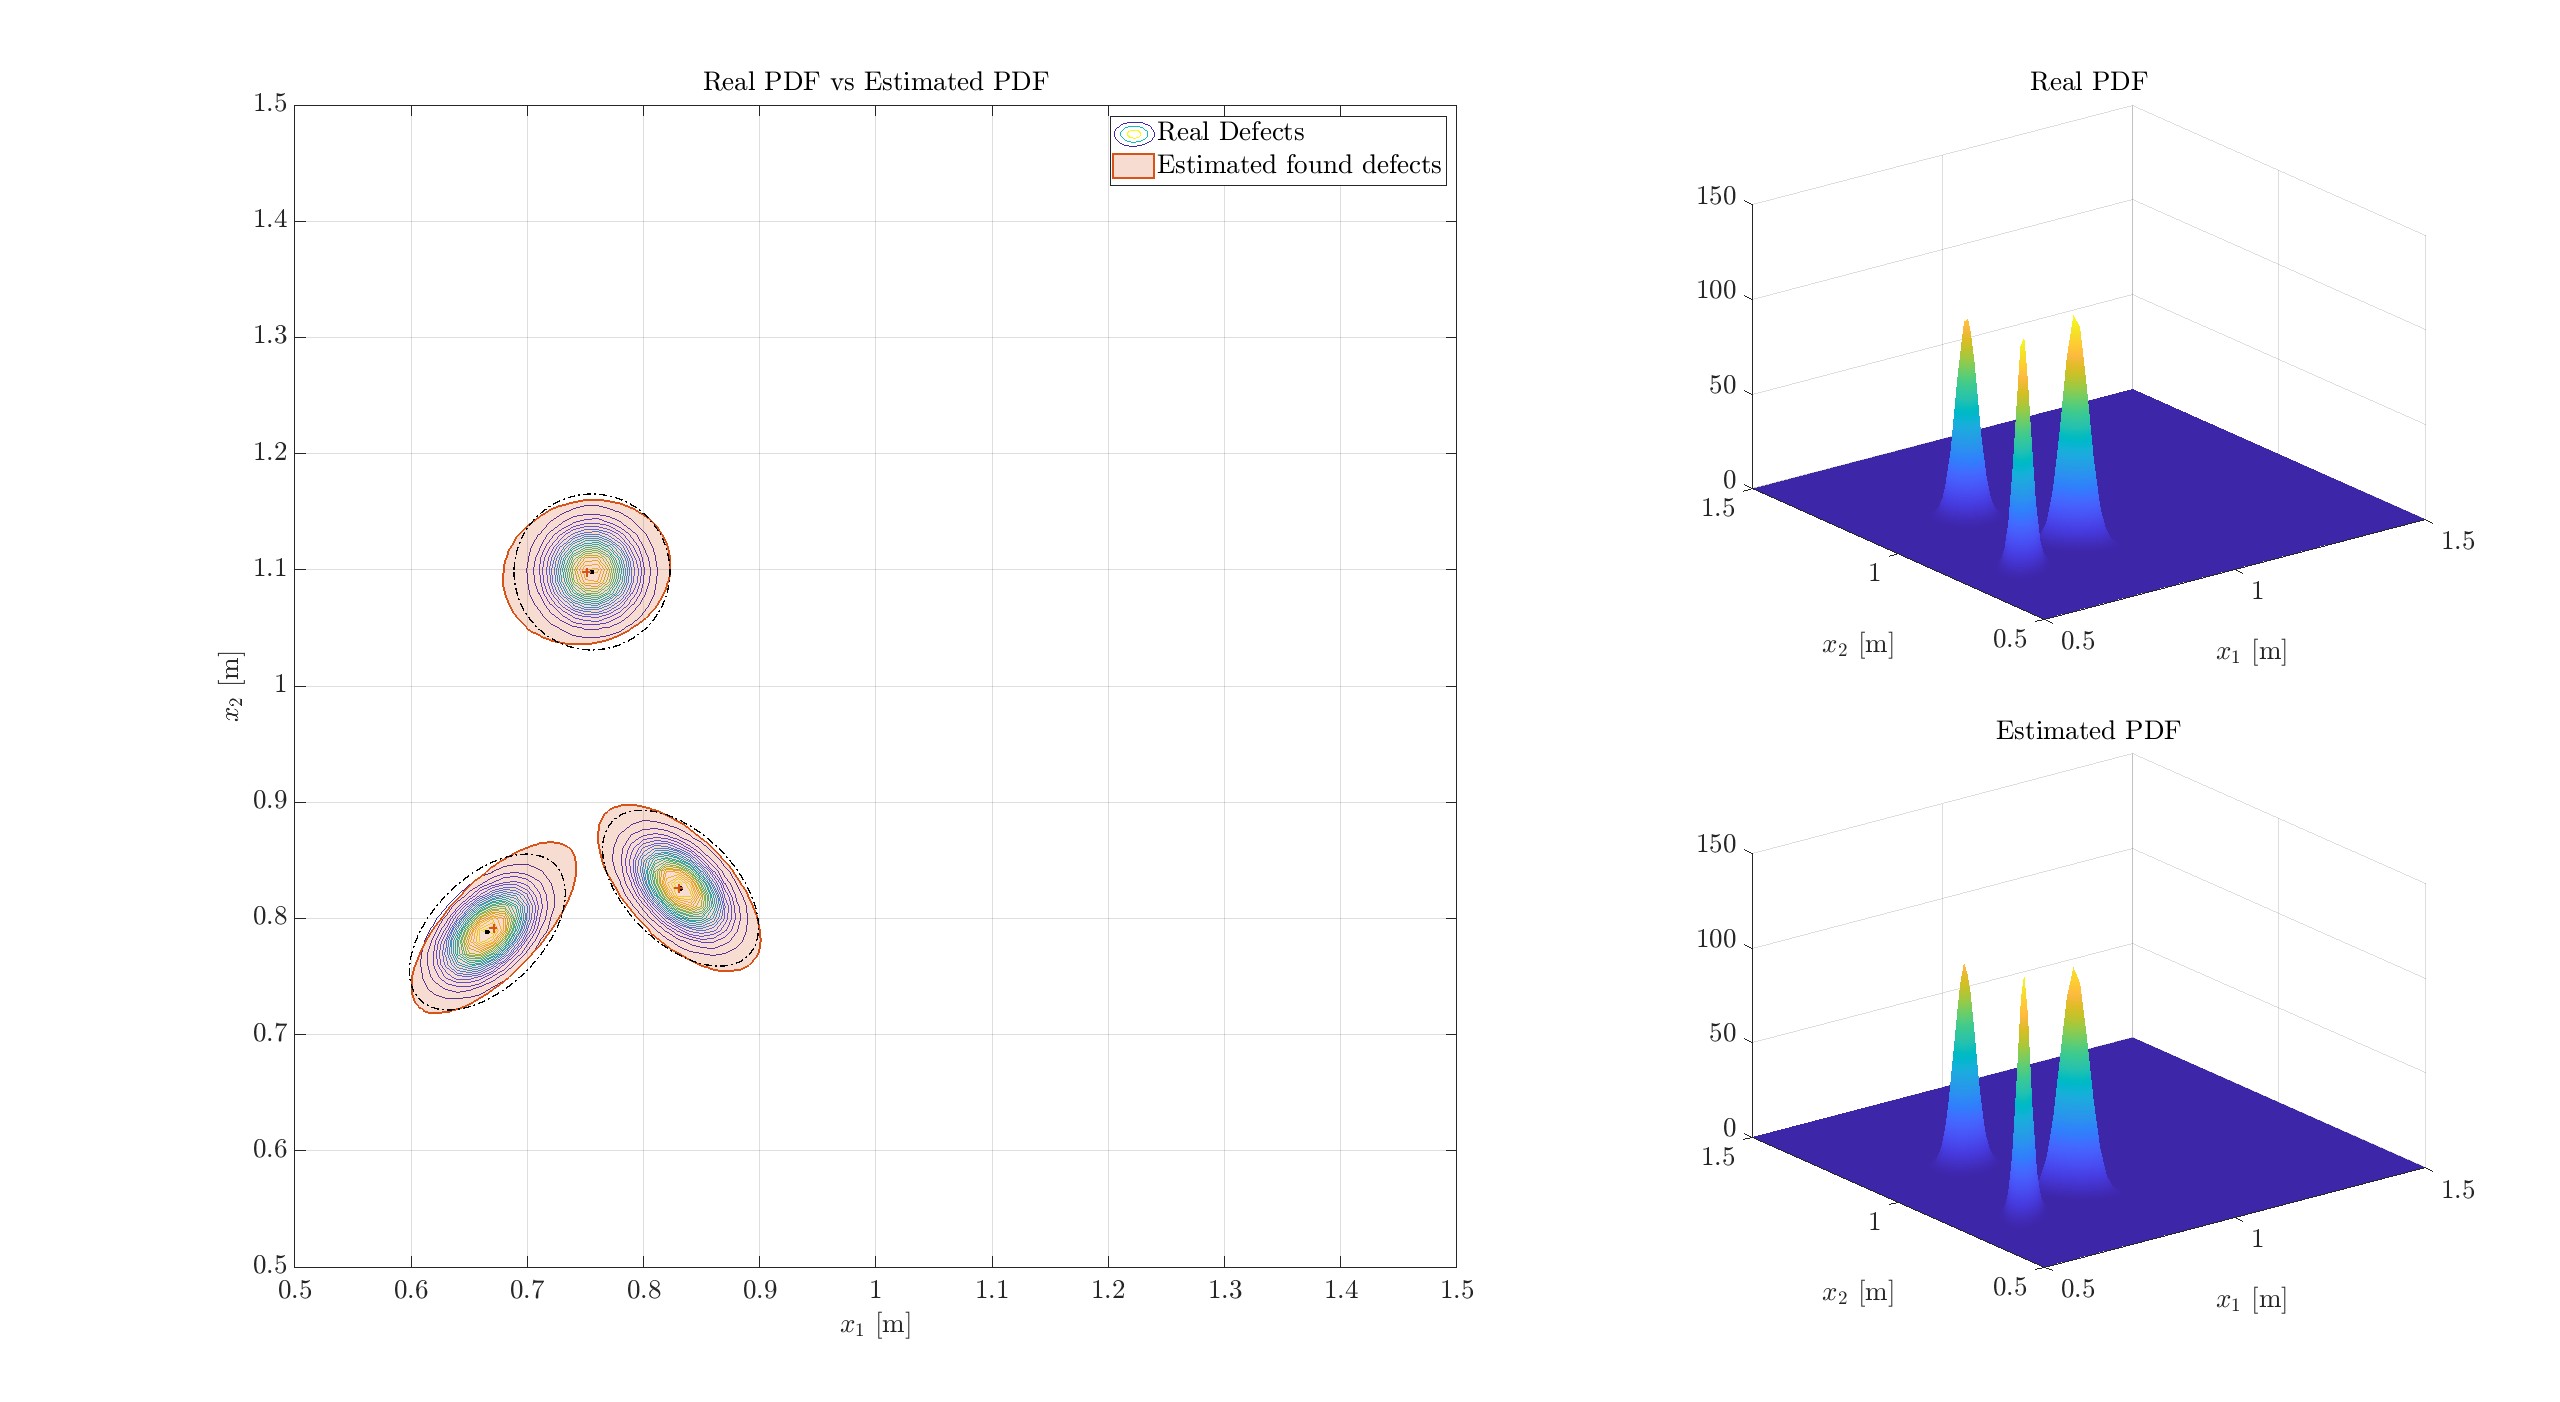 Real PDF vs Estimated PDF
1.5
1.4
1.3
1.2
1.1
1
0.9
0.8
0.7
0.6
0.5
x₂ [m]
0.5 0.6 0.7 0.8 0.9 1 1.1 1.2 1.3 1.4 1.5
x₁ [m]
Real Defects
Estimated found defects
Real PDF
150
100
50
0
1.5
1
0.5
x₂ [m]
0.5
1
1.5
x₁ [m]
Estimated PDF
150
100
50
0
1.5
1
0.5
x₂ [m]
0.5
1
1.5
x₁ [m]